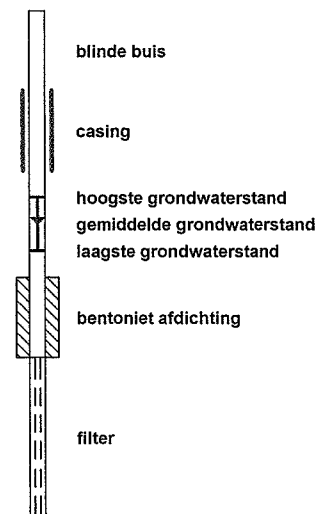 blinde buis
casing
hoogste grondwaterstand
gemiddelde grondwaterstand
laagste grondwaterstand
bentoniet afdichting
filter